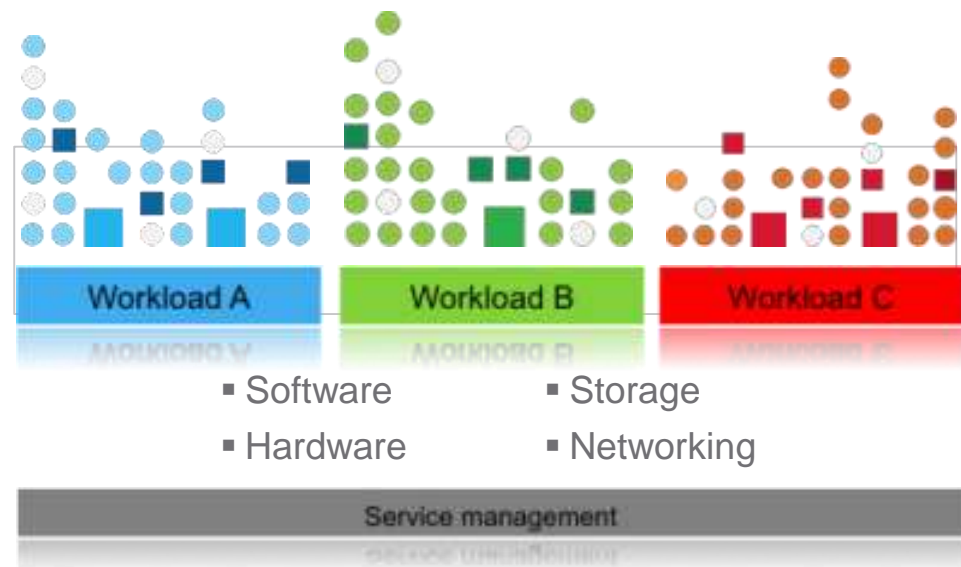 Workload A Workload B Workload C
▪ Software ▪ Storage
▪ Hardware ▪ Networking
Service management